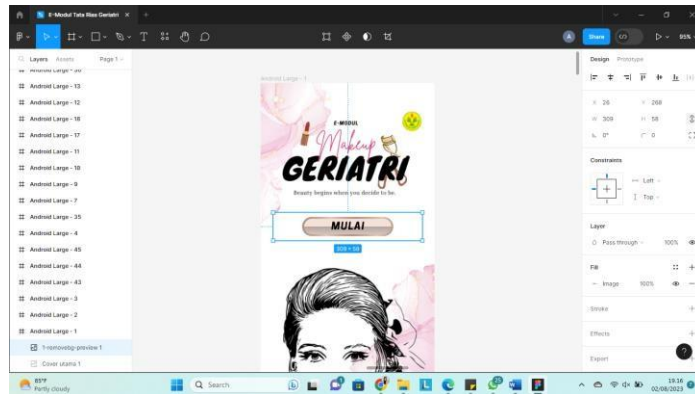 E-Modul Tata Rias Geriatri
Share
95%
Layers
Assets
Page 1
Android Large - 13
Android Large - 12
Android Large - 18
Android Large - 17
Android Large - 11
Android Large - 10
Android Large - 9
Android Large - 7
Android Large - 35
Android Large - 4
Android Large - 45
Android Large - 44
Android Large - 43
Android Large - 3
Android Large - 2
Android Large - 1
1-removebg-preview 1
Cover utama 1
Android Large - 1
E-MODUL
Makeup
GERIATRI
Beauty begins where you decide to be.
MULAI
309 × 58
Design
Prototype
X 26
Y 268
W 309
H 58
0°
0
Constraints
Left
Top
Layer
Pass through
100%
Fill
Image
100%
Stroke
Effects
Export
?
85°F
Partly cloudy
Search
19.16
02/08/2023